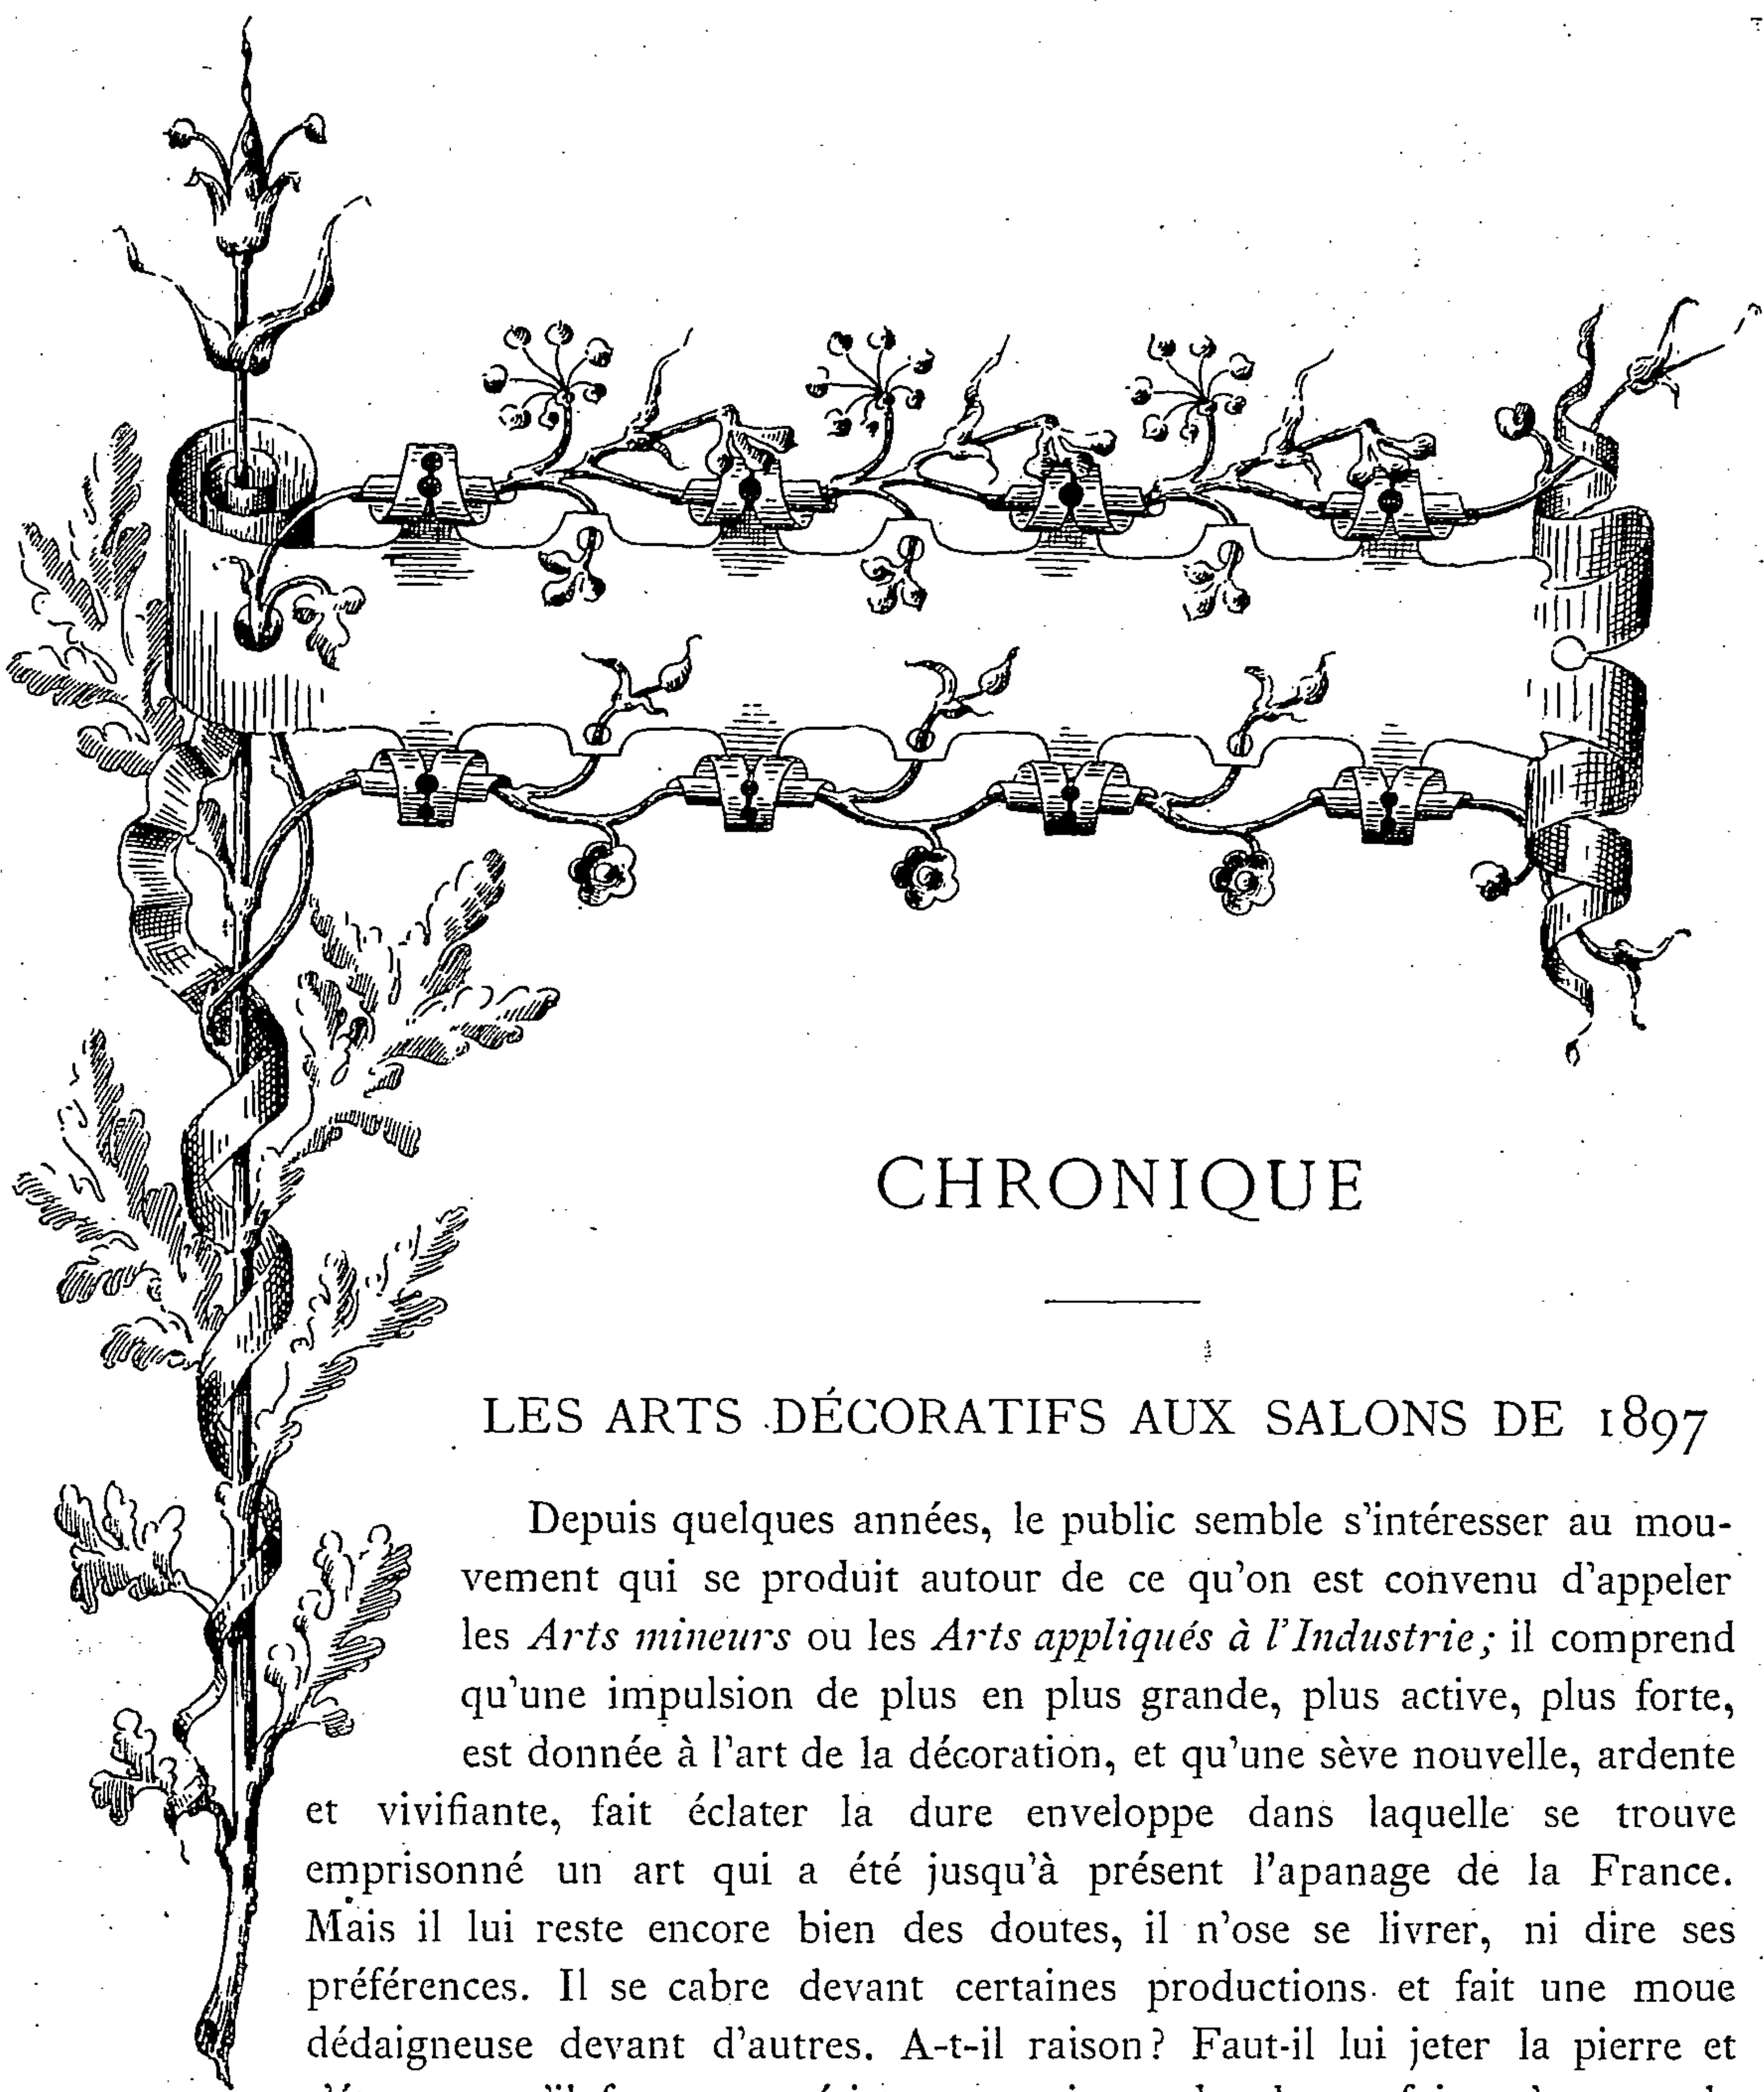 CHRONIQUE
LES ARTS DÉCORATIFS AUX SALONS DE 1897
Depuis quelques années, le public semble s'intéresser au mou-
vement qui se produit autour de ce qu'on est convenu d'appeler
les Arts mineurs ou les Arts appliqués à l'Industrie; il comprend
qu'une impulsion de plus en plus grande, plus active, plus forte,
est donnée à l'art de la décoration, et qu'une sève nouvelle, ardente
et vivifiante, fait éclater la dure enveloppe dans laquelle se trouve
emprisonné un art qui a été jusqu'à présent l'apanage de la France.
Mais il lui reste encore bien des doutes, il n'ose se livrer, ni dire ses
préférences. Il se cabre devant certaines productions et fait une moue
dédaigneuse devant d'autres. A-t-il raison? Faut-il lui jeter la pierre et